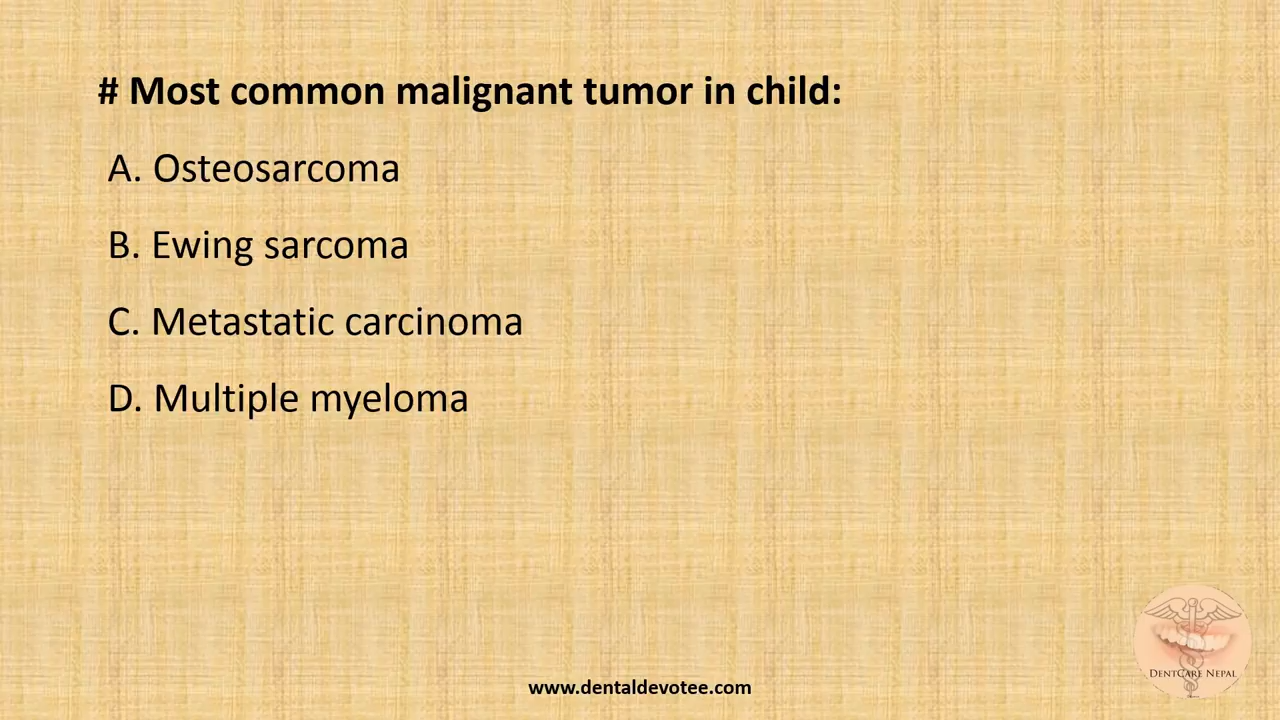 # Most common malignant tumor in child:
A. Osteosarcoma
B. Ewing sarcoma
C. Metastatic carcinoma
D. Multiple myeloma
DENTCARE NEPAL
www.dentaldevotee.com